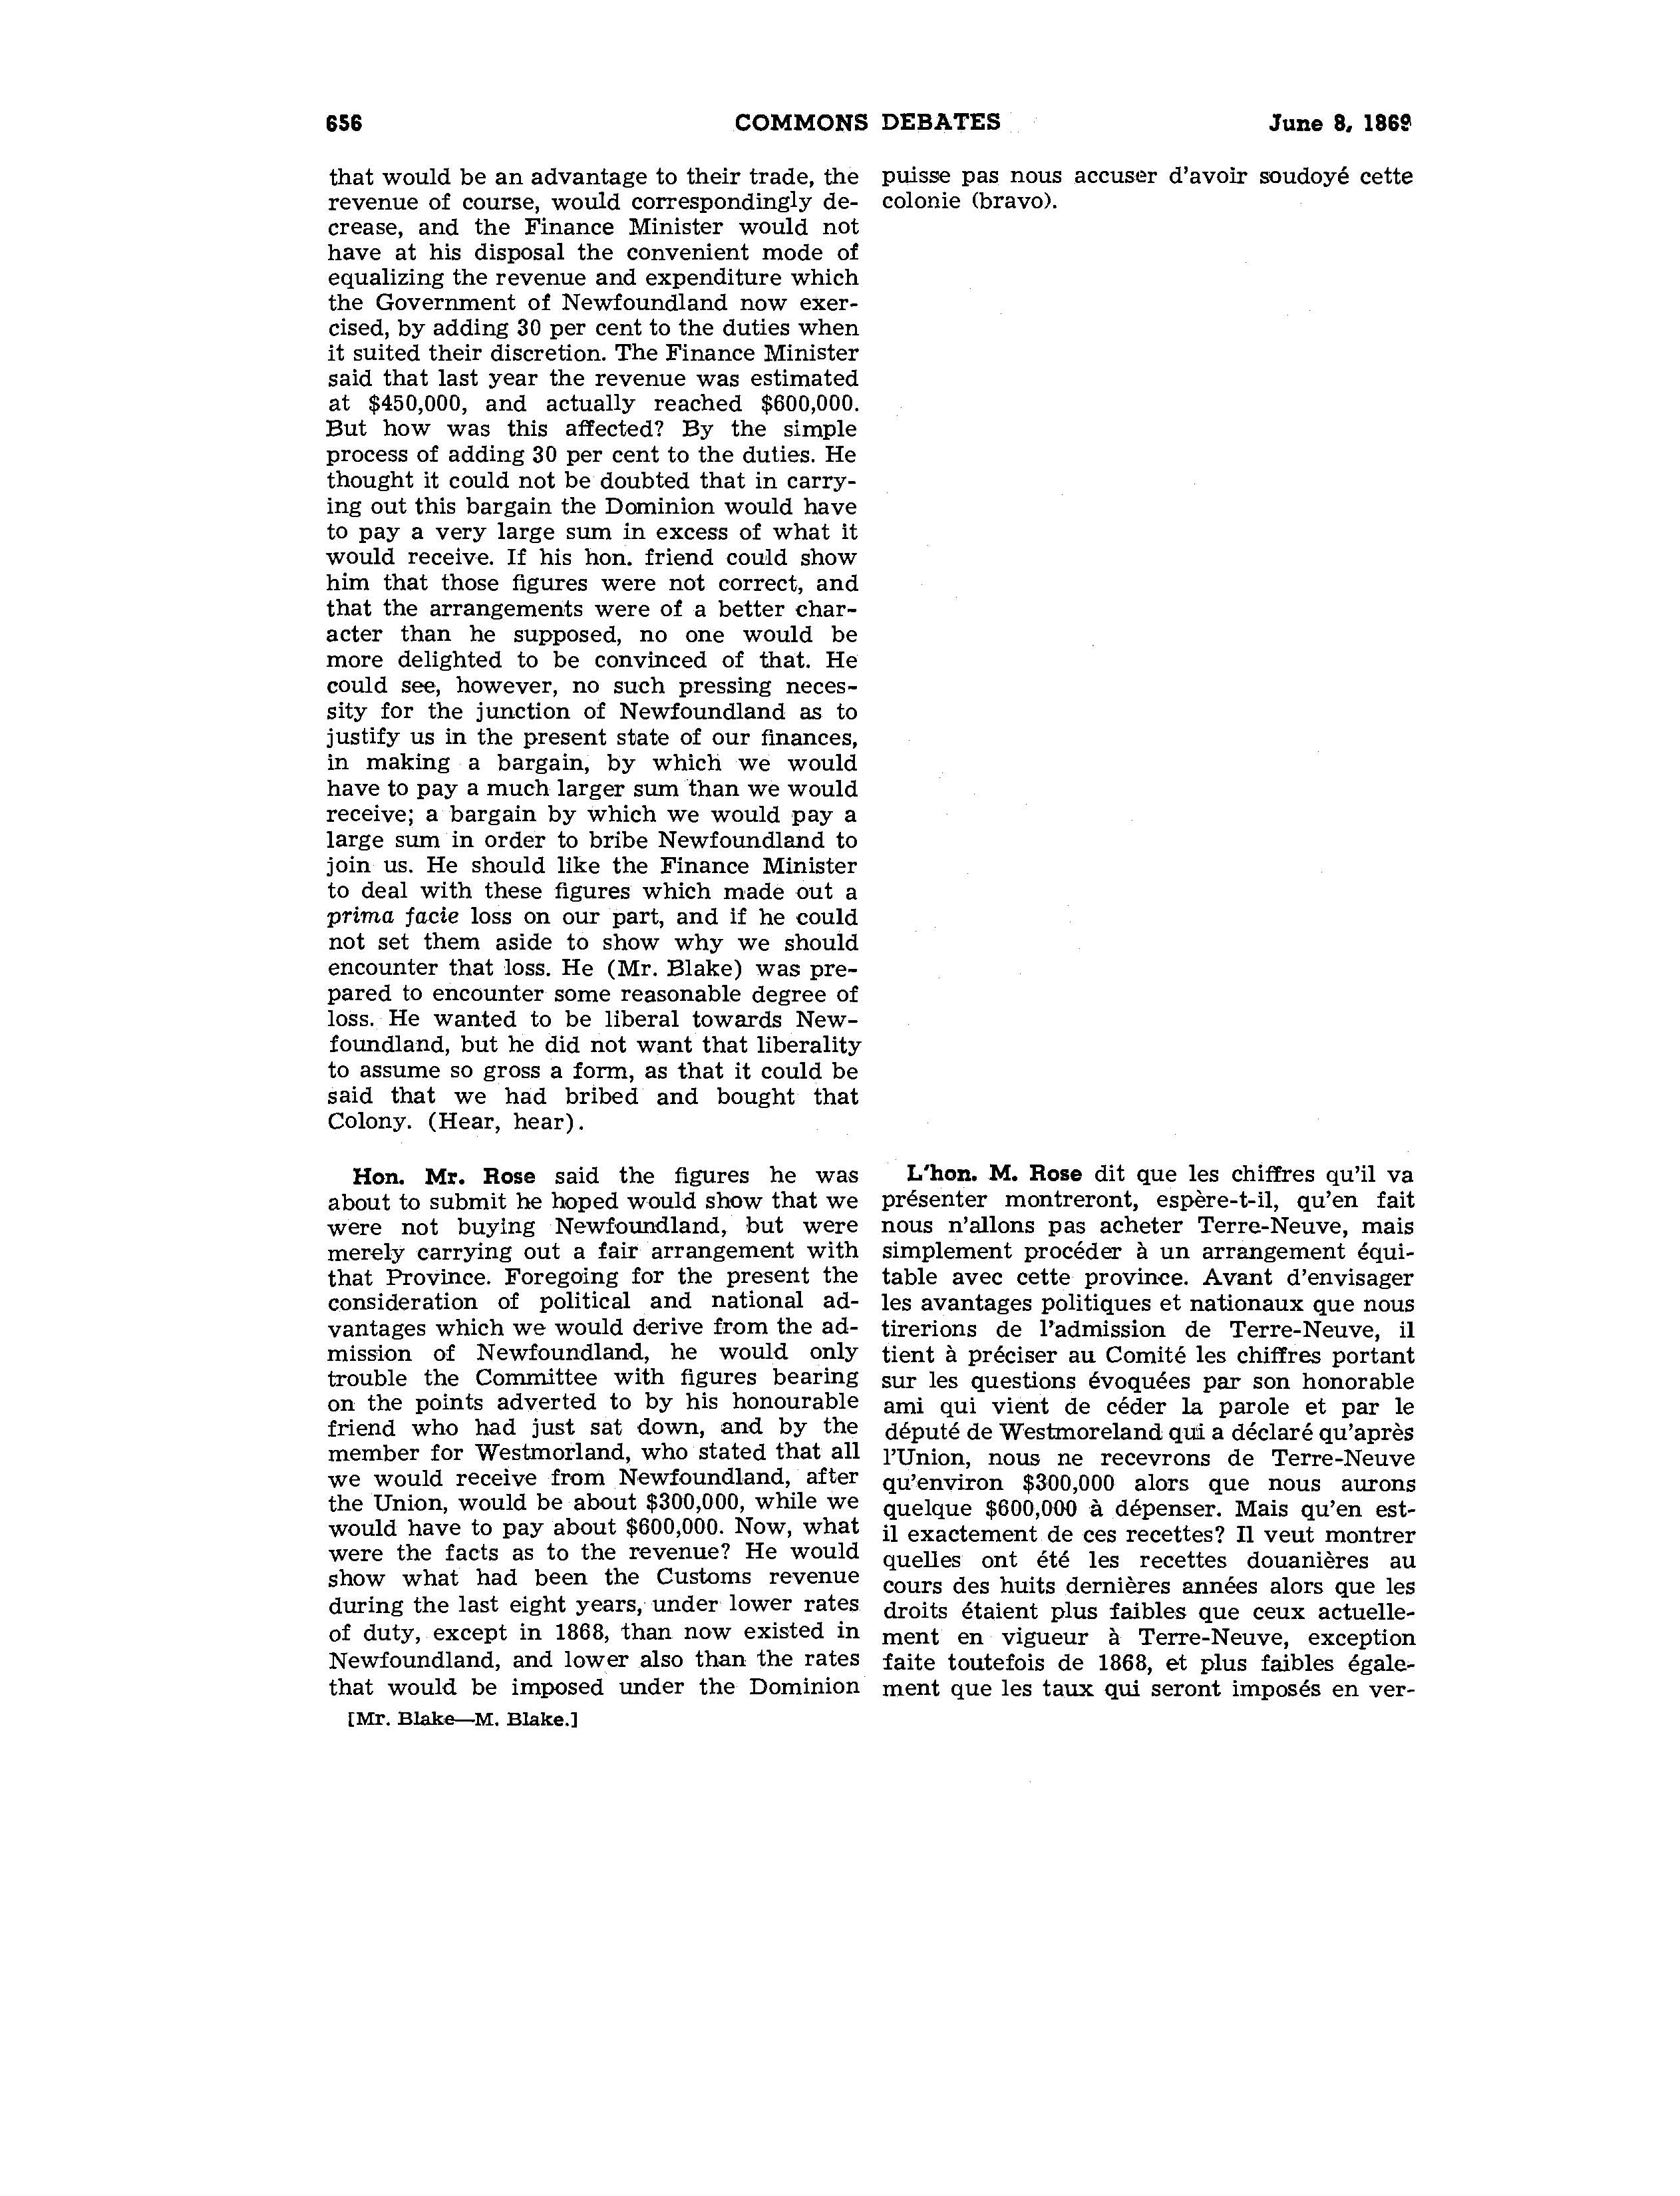 656
COMMONS DEBATES
June 8, 1869
that would be an advantage to their trade, the
revenue of course, would correspondingly de-
crease, and the Finance Minister would not
have at his disposal the convenient mode of
equalizing the revenue and expenditure which
the Government of Newfoundland now exer-
cised, by adding 30 per cent to the duties when
it suited their discretion. The Finance Minister
said that last year the revenue was estimated
at $450,000, and actually reached $600,000.
But how was this affected? By the simple
process of adding 30 per cent to the duties. He
thought it could not be doubted that in carry-
ing out this bargain the Dominion would have
to pay a very large sum in excess of what it
would receive. If his hon. friend could show
him that those figures were not correct, and
that the arrangements were of a better char-
acter than he supposed, no one would be
more delighted to be convinced of that. He
could see, however, no such pressing neces-
sity for the junction of Newfoundland as to
justify us in the present state of our finances,
in making a bargain, by which we would
have to pay a much larger sum than we would
receive; a bargain by which we would pay a
large sum in order to bribe Newfoundland to
join us. He should like the Finance Minister
to deal with these figures which made out a
prima facie loss on our part, and if he could
not set them aside to show why we should
encounter that loss. He (Mr. Blake) was pre-
pared to encounter some reasonable degree of
loss. He wanted to be liberal towards New-
foundland, but he did not want that liberality
to assume so gross a form, as that it could be
said that we had bribed and bought that
Colony. (Hear, hear).
Hon. Mr. Rose said the figures he was
about to submit he hoped would show that we
were not buying Newfoundland, but were
merely carrying out a fair arrangement with
that Province. Foregoing for the present the
consideration of political and national ad-
vantages which we would derive from the ad-
mission of Newfoundland, he would only
trouble the Committee with figures bearing
on the points adverted to by his honourable
friend who had just sat down, and by the
member for Westmorland, who stated that all
we would receive from Newfoundland, after
the Union, would be about $300,000, while we
would have to pay about $600,000. Now, what
were the facts as to the revenue? He would
show what had been the Customs revenue
during the last eight years, under lower rates
of duty, except in 1868, than now existed in
Newfoundland, and lower also than the rates
that would be imposed under the Dominion
[Mr. Blake—M. Blake.]
puisse pas nous accuser d'avoir soudoyé cette
colonie (bravo).
L'hon. M. Rose dit que les chiffres qu'il va
présenter montreront, espère-t-il, qu'en fait
nous n'allons pas acheter Terre-Neuve, mais
simplement procéder à un arrangement équi-
table avec cette province. Avant d'envisager
les avantages politiques et nationaux que nous
tirerions de l'admission de Terre-Neuve, il
tient à préciser au Comité les chiffres portant
sur les questions évoquées par son honorable
ami qui vient de céder la parole et par le
député de Westmoreland qui a déclaré qu'après
l'Union, nous ne recevrons de Terre-Neuve
qu'environ $300,000 alors que nous aurons
quelque $600,000 à dépenser. Mais qu'en est-
il exactement de ces recettes? Il veut montrer
quelles ont été les recettes douanières au
cours des huits dernières années alors que les
droits étaient plus faibles que ceux actuelle-
ment en vigueur à Terre-Neuve, exception
faite toutefois de 1868, et plus faibles égale-
ment que les taux qui seront imposés en ver-